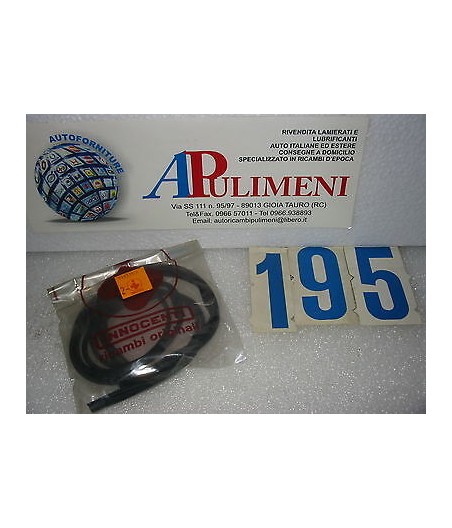 AUTOFORNITURE
RIVENDITA LAMIERATI E
LUBRIFICANTI
AUTO ITALIANE ED ESTERE
CONSEGNE A DOMICILIO
SPECIALIZZATO IN RICAMBI D'EPOCA
APULIMENI
Via SS 111 n. 95/97 - 89013 GIOIA TAURO (RC)
Tel&Fax. 0966 57011 - Tel 0966.938893
Email: autoricambipulimeni@libero.it
195
INNOCENTI
ricambi originali